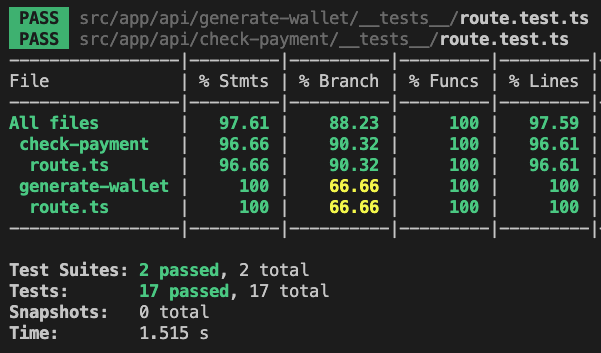 PASS src/app/api/generate-wallet/__tests__/route.test.ts
PASS src/app/api/check-payment/__tests__/route.test.ts
----------------|---------|----------|---------|---------|
File            | % Stmts | % Branch | % Funcs | % Lines |
----------------|---------|----------|---------|---------|
All files       |   97.61 |    88.23 |     100 |   97.59 |
 check-payment  |   96.66 |    90.32 |     100 |   96.61 |
  route.ts      |   96.66 |    90.32 |     100 |   96.61 |
 generate-wallet |     100 |    66.66 |     100 |     100 |
  route.ts      |     100 |    66.66 |     100 |     100 |
----------------|---------|----------|---------|---------|
Test Suites: 2 passed, 2 total
Tests:       17 passed, 17 total
Snapshots:   0 total
Time:        1.515 s